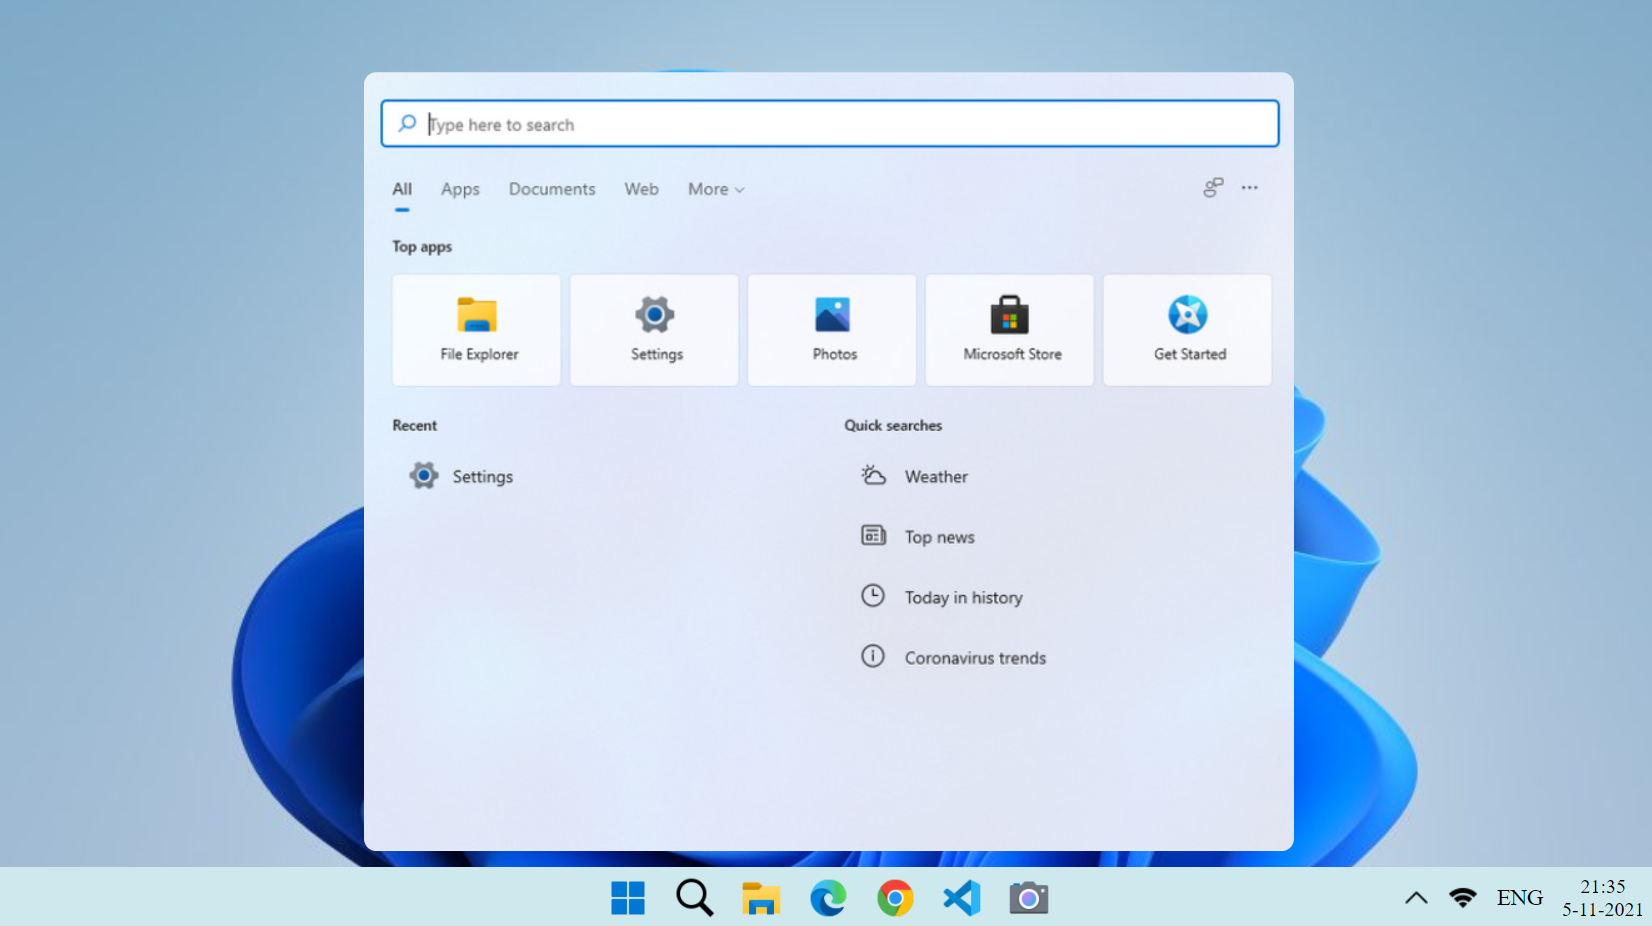 Type here to search
All Apps Documents Web More
Top apps
File Explorer Settings Photos Microsoft Store Get Started
Recent
Settings
Quick searches
Weather
Top news
Today in history
Coronavirus trends
ENG
21:35
5-11-2021